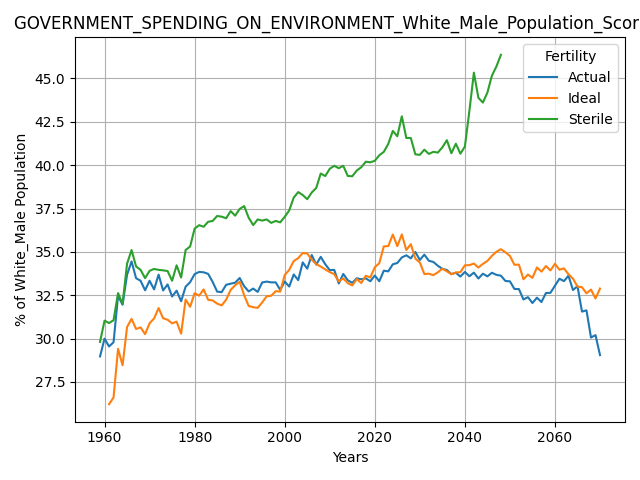 GOVERNMENT_SPENDING_ON_ENVIRONMENT_White_Male_Population_Scor
Fertility
Actual
Ideal
Sterile
% of White_Male Population
45.0
42.5
40.0
37.5
35.0
32.5
30.0
27.5
1960
1980
2000
2020
2040
2060
Years